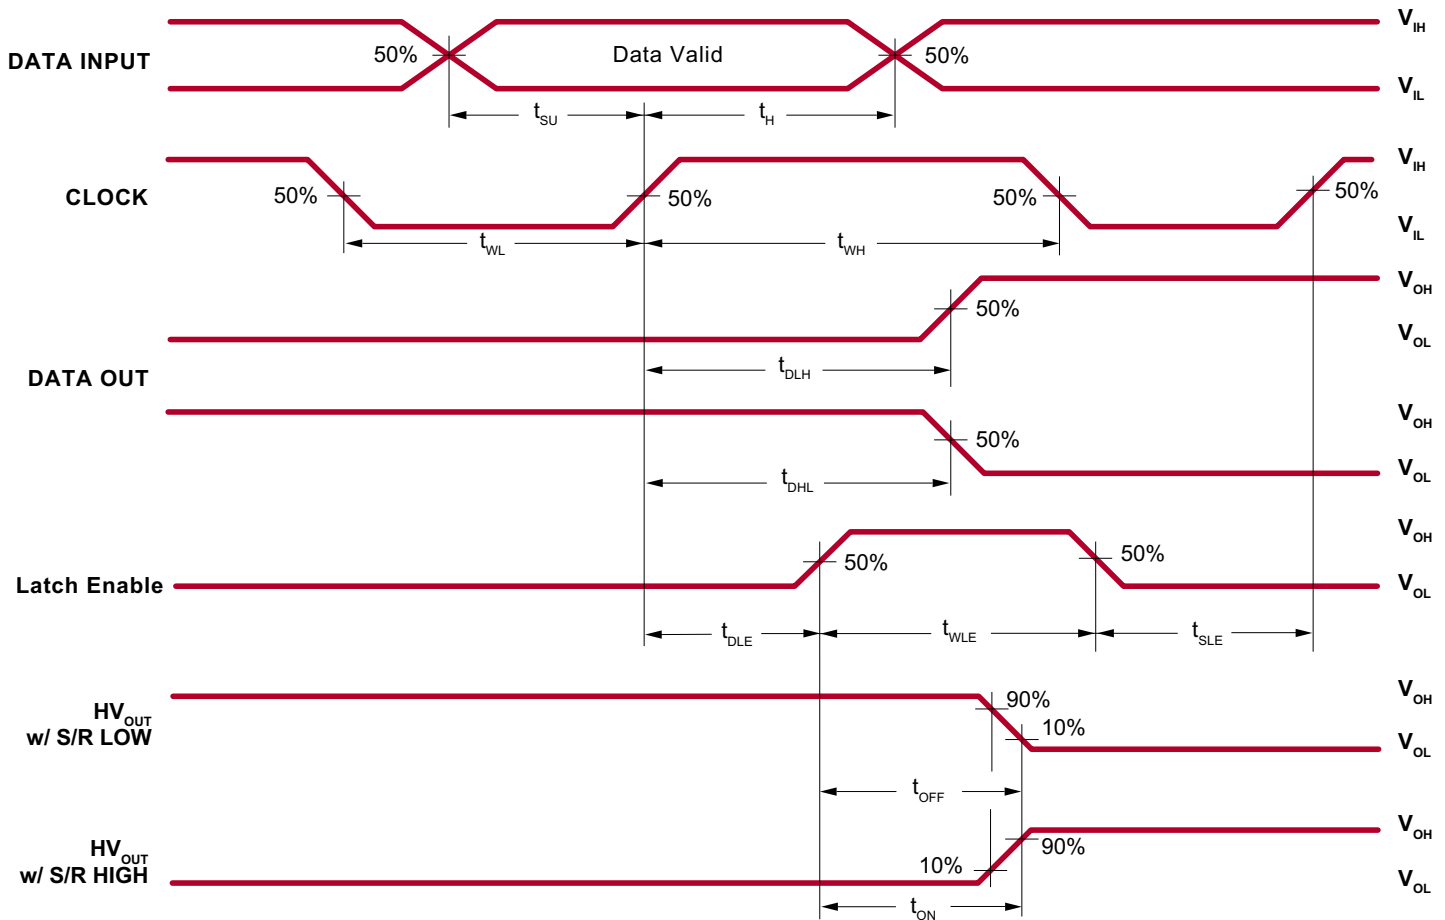 V_IH
DATA INPUT 50% Data Valid 50%
V_IL
t_SU t_H
V_IH
CLOCK 50% 50% 50% 50%
V_IL
t_WL t_WH
V_OH
50%
V_OL
DATA OUT t_DLH
V_OH
50%
V_OL
t_DHL
V_OH
Latch Enable 50% 50%
V_OL
t_DLE t_WLE t_SLE
V_OH
HV_OUT 90%
w/ S/R LOW 10%
V_OL
t_OFF
V_OH
HV_OUT 90%
w/ S/R HIGH 10%
V_OL
t_ON